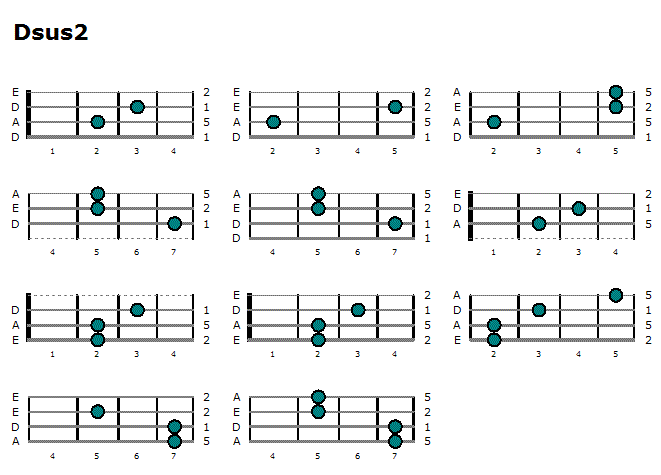 Dsus2
E 2 E 2 A 5
D 1 E 2 E 2
A 5 A 5 A 5
D 1 D 1 D 1
1 2 3 4 2 3 4 5 2 3 4 5
A 5 A 5 E 2
E 2 E 2 D 1
D 1 D 1 A 5
D 1
4 5 6 7 4 5 6 7 1 2 3 4
E 2 A 5
D 1 D 1 D 1
A 5 A 5 A 5
E 2 E 2 E 2
1 2 3 4 1 2 3 4 2 3 4 5
E 2 A 5
E 2 E 2
D 1 D 1
A 5 A 5
4 5 6 7 4 5 6 7